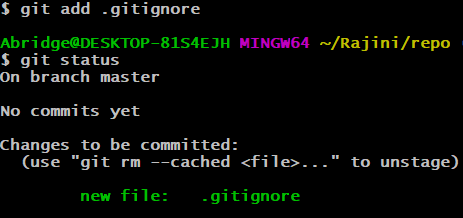 $ git add .gitignore
Abridge@DESKTOP-81S4EJH MINGW64 ~/Rajini/repo
$ git status
On branch master
No commits yet
Changes to be committed:
(use "git rm --cached <file>..." to unstage)
new file: .gitignore